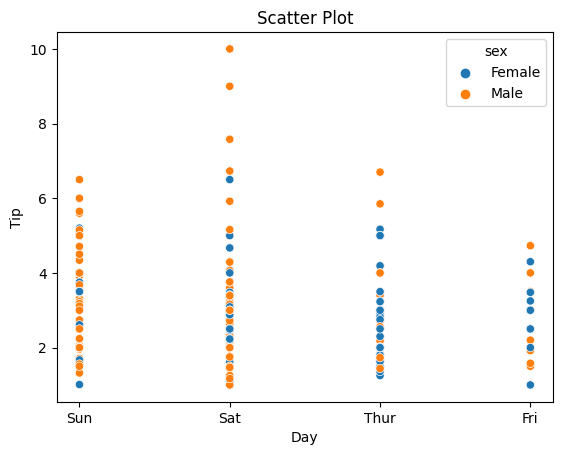 Scatter Plot
sex
Female
Male
10
8
6
4
2
Tip
Sun Sat Thur Fri
Day